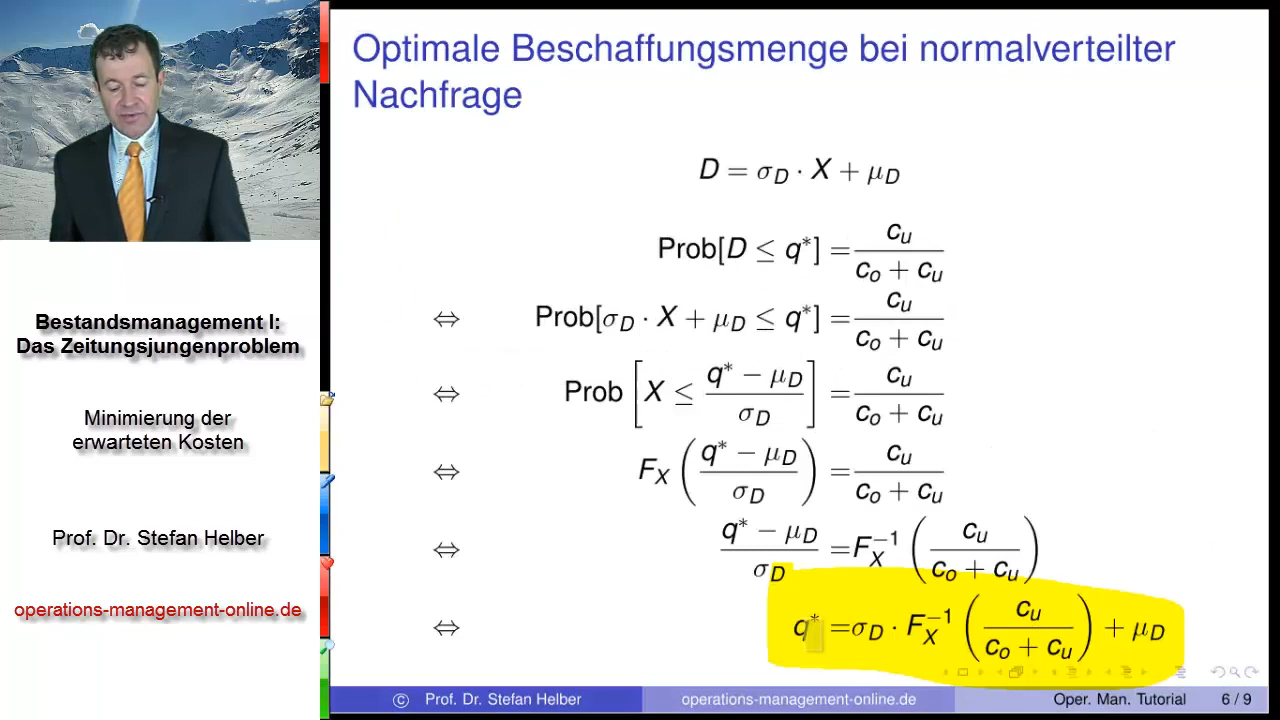 Optimale Beschaffungsmenge bei normalverteilter
Nachfrage
D = σ_D · X + μ_D
Prob[D ≤ q*] = c_u / (c_o + c_u)
⇔ Prob[σ_D · X + μ_D ≤ q*] = c_u / (c_o + c_u)
⇔ Prob [X ≤ (q* − μ_D) / σ_D] = c_u / (c_o + c_u)
⇔ F_X ((q* − μ_D) / σ_D) = c_u / (c_o + c_u)
⇔ (q* − μ_D) / σ_D = F_X^−1 (c_u / (c_o + c_u))
⇔ q* = σ_D · F_X^−1 (c_u / (c_o + c_u)) + μ_D
Bestandsmanagement I:
Das Zeitungsjungenproblem
Minimierung der
erwarteten Kosten
Prof. Dr. Stefan Helber
operations-management-online.de
© Prof. Dr. Stefan Helber operations-management-online.de Oper. Man. Tutorial 6 / 9